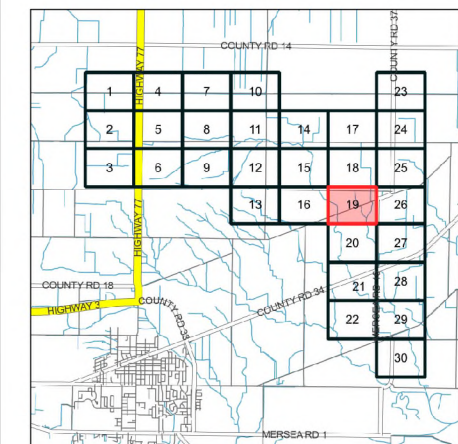 COUNTY RD 14
COUNTY RD 37
HIGHWAY 77
1 4 7 10 23
2 5 8 11 14 17 24
3 6 9 12 15 18 25
13 16 19 26
20 27
HIGHWAY 77
21 28
COUNTY RD 18
COUNTY RD 34
HIGHWAY 3
COUNTY RD 33
22 29
30
MERSEA RD 1